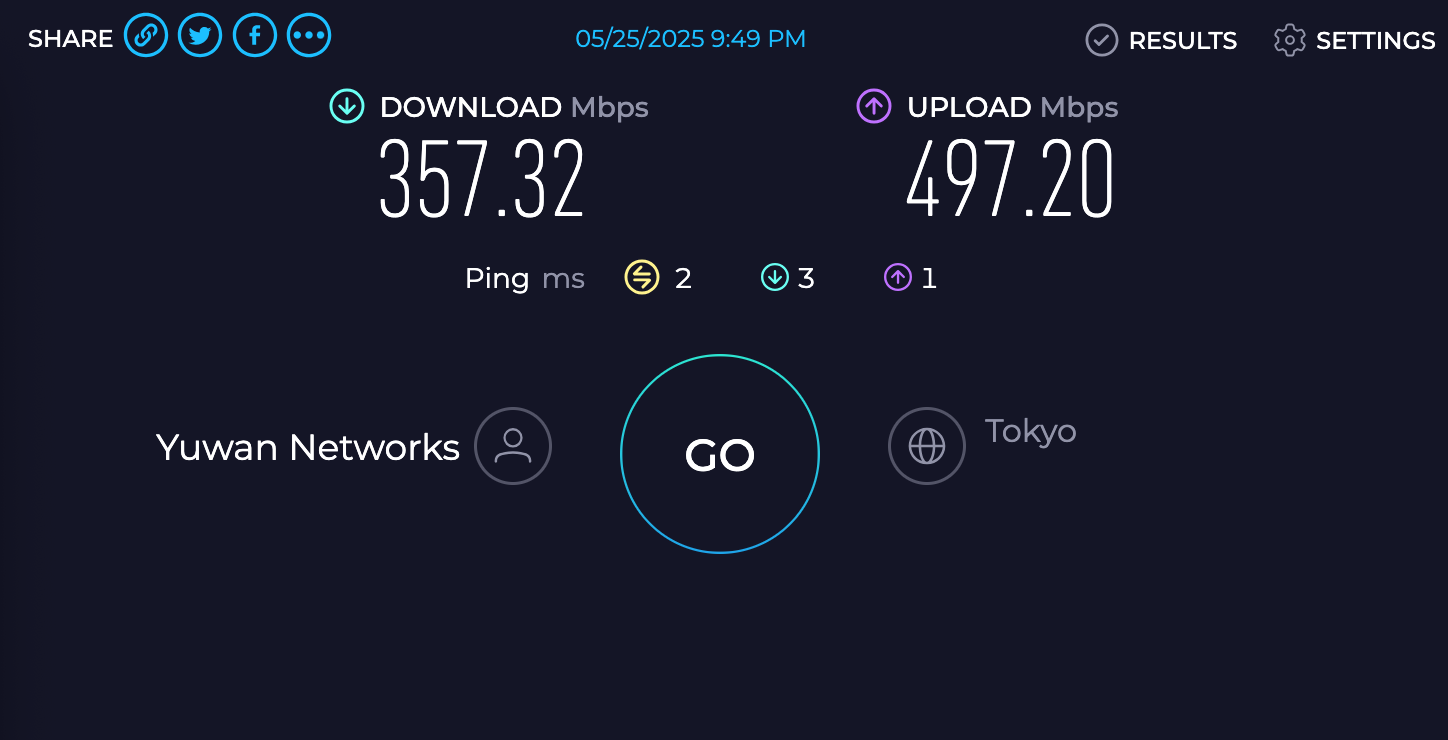 SHARE
05/25/2025 9:49 PM
RESULTS
SETTINGS
DOWNLOAD Mbps
357.32
UPLOAD Mbps
497.20
Ping ms 2 3 1
Yuwan Networks
GO
Tokyo